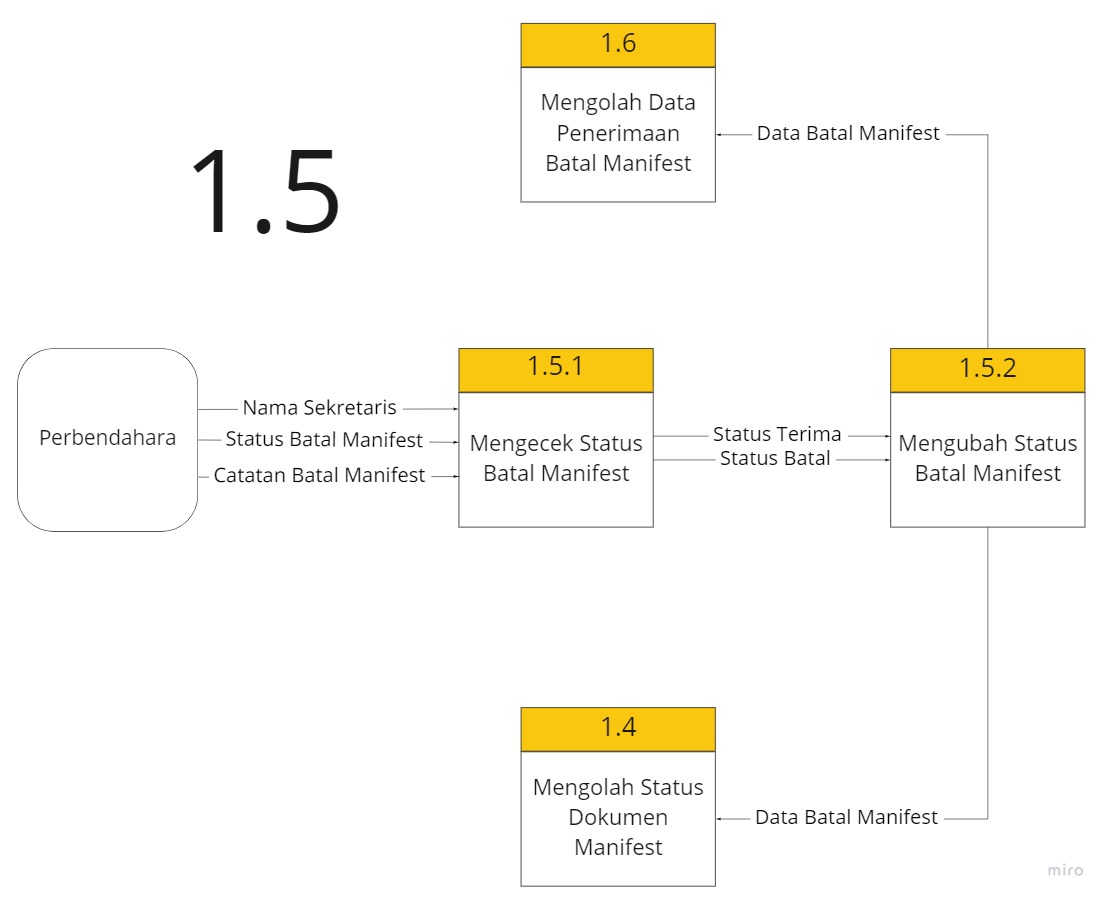 1.6
Mengolah Data
Penerimaan
Batal Manifest
Data Batal Manifest
1.5
Perbendahara
Nama Sekretaris
Status Batal Manifest
Catatan Batal Manifest
1.5.1
Mengecek Status
Batal Manifest
Status Terima
Status Batal
1.5.2
Mengubah Status
Batal Manifest
1.4
Mengolah Status
Dokumen
Manifest
Data Batal Manifest
miro